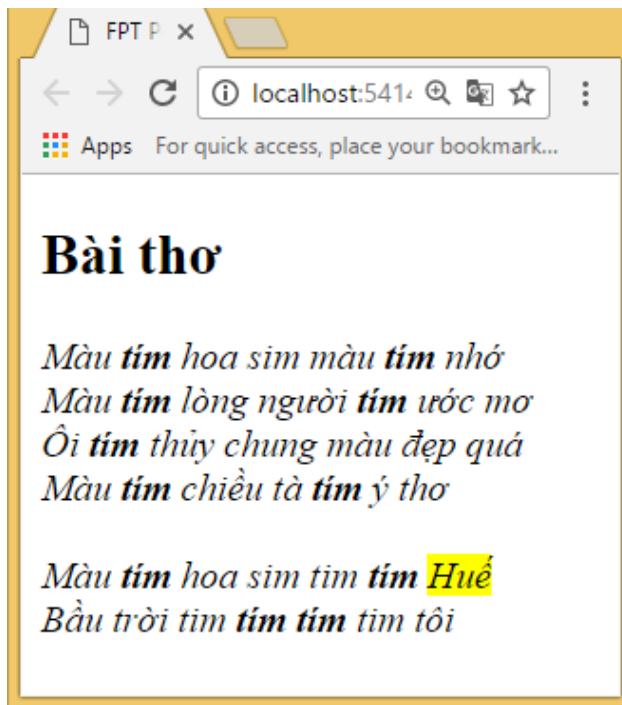 FPT P
localhost:5414
Apps For quick access, place your bookmark...
Bài thơ
Màu tím hoa sim màu tím nhớ
Màu tím lòng người tím ước mơ
Ôi tím thủy chung màu đẹp quá
Màu tím chiều tà tím ý thơ
Màu tím hoa sim tim tím Huế
Bầu trời tim tím tím tim tôi